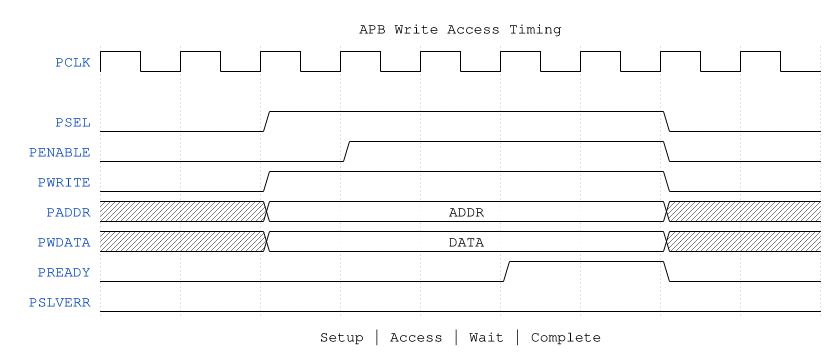 APB Write Access Timing
PCLK
PSEL
PENABLE
PWRITE
PADDR ADDR
PWDATA DATA
PREADY
PSLVERR
Setup | Access | Wait | Complete